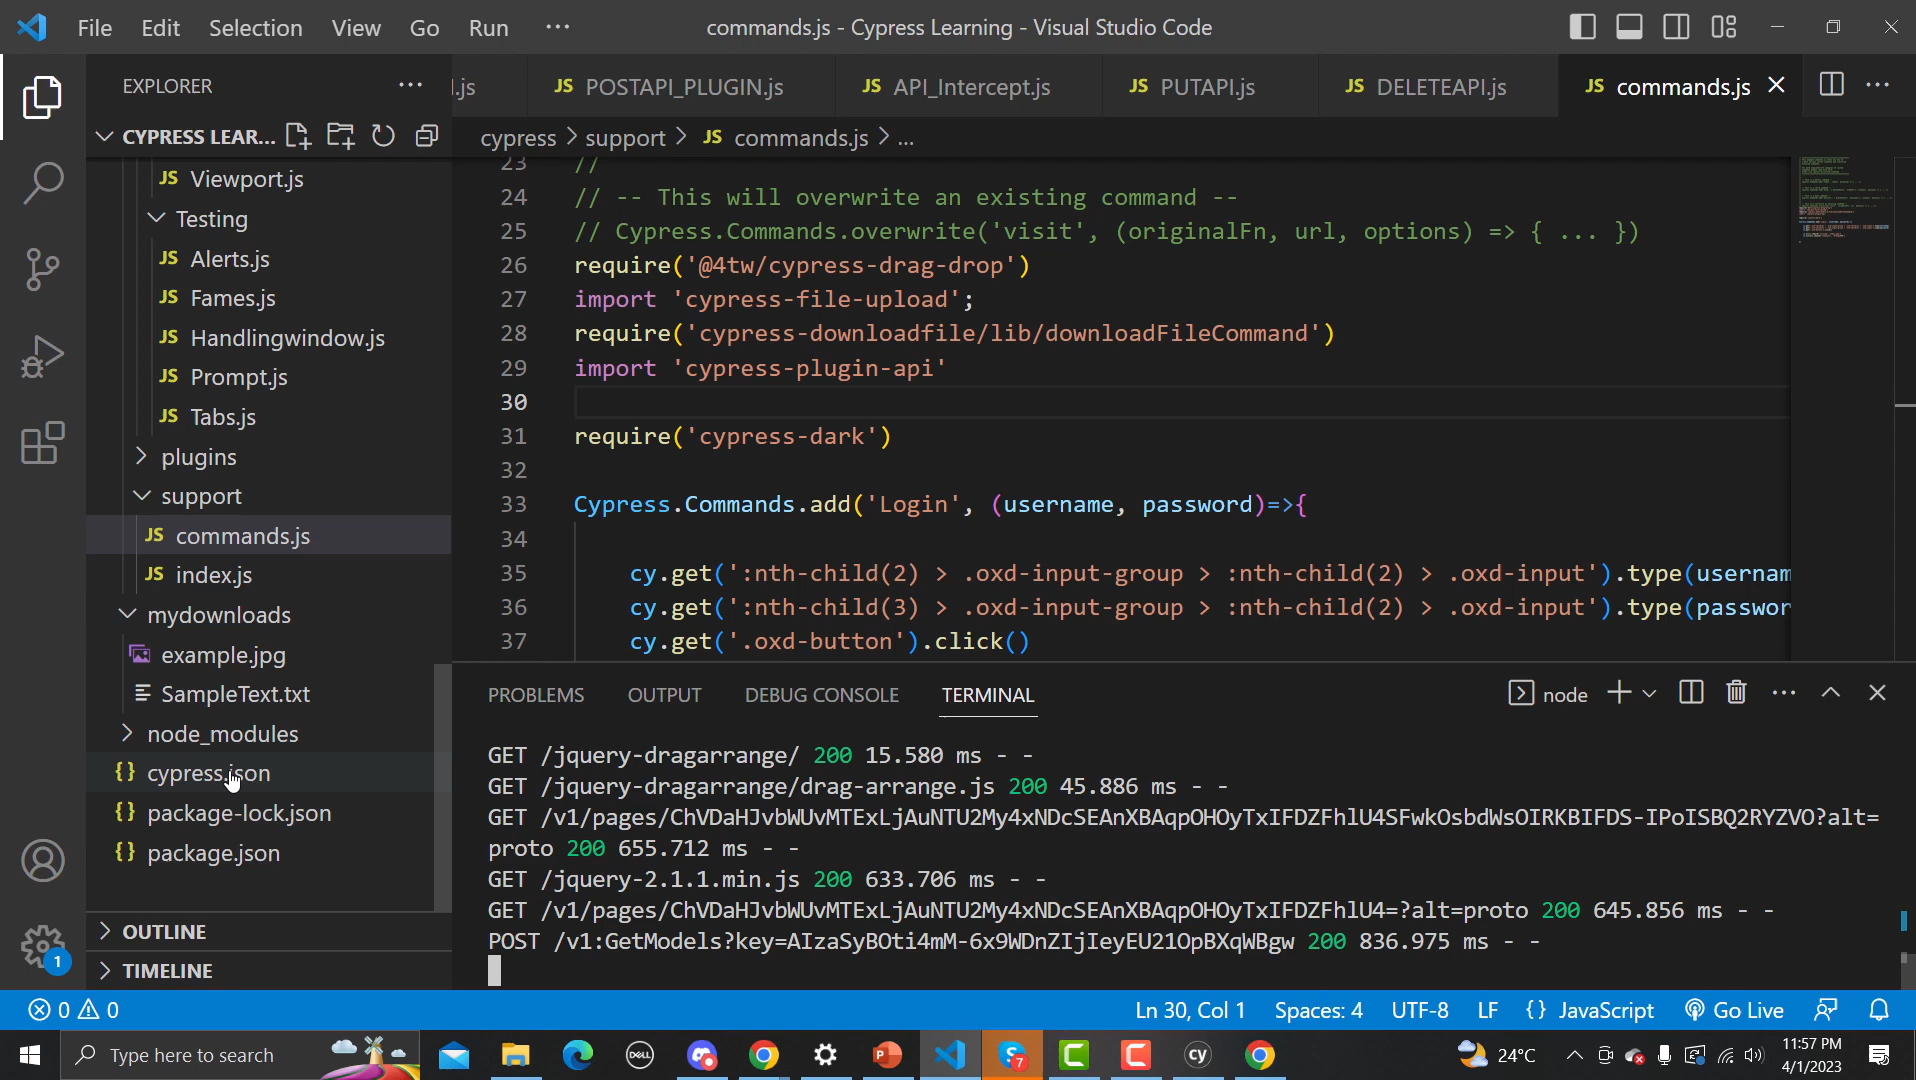 File Edit Selection View Go Run ··· commands.js - Cypress Learning - Visual Studio Code
EXPLORER ···
.js JS POSTAPI_PLUGIN.js JS API_Intercept.js JS PUTAPI.js JS DELETEAPI.js JS commands.js
CYPRESS LEAR...
cypress > support > JS commands.js > ...
JS Viewport.js
Testing
JS Alerts.js
JS Fames.js
JS Handlingwindow.js
JS Prompt.js
JS Tabs.js
plugins
support
JS commands.js
JS index.js
mydownloads
example.jpg
SampleText.txt
node_modules
{} cypress.json
{} package-lock.json
{} package.json
OUTLINE
TIMELINE
1
23 //
24 // -- This will overwrite an existing command --
25 // Cypress.Commands.overwrite('visit', (originalFn, url, options) => { ... })
26 require('@4tw/cypress-drag-drop')
27 import 'cypress-file-upload';
28 require('cypress-downloadfile/lib/downloadFileCommand')
29 import 'cypress-plugin-api'
30
31 require('cypress-dark')
32
33 Cypress.Commands.add('Login', (username, password)=>{
34
35 cy.get(':nth-child(2) > .oxd-input-group > :nth-child(2) > .oxd-input').type(usernam
36 cy.get(':nth-child(3) > .oxd-input-group > :nth-child(2) > .oxd-input').type(passwor
37 cy.get('.oxd-button').click()
PROBLEMS OUTPUT DEBUG CONSOLE TERMINAL node
GET /jquery-dragarrange/ 200 15.580 ms - -
GET /jquery-dragarrange/drag-arrange.js 200 45.886 ms - -
GET /v1/pages/ChVDaHJvbWUvMTExLjAuNTU2My4xNDcSEAnXBAqpOHOyTxIFDZFhlU4SFwkOsbdWsOIRKBIFDS-IPoISBQ2RYZVO?alt=
proto 200 655.712 ms - -
GET /jquery-2.1.1.min.js 200 633.706 ms - -
GET /v1/pages/ChVDaHJvbWUvMTExLjAuNTU2My4xNDcSEAnXBAqpOHOyTxIFDZFhlU4=?alt=proto 200 645.856 ms - -
POST /v1:GetModels?key=AIzaSyBOti4mM-6x9WDnZIjIeyEU21OpBXqWBgw 200 836.975 ms - -
0 0 Ln 30, Col 1 Spaces: 4 UTF-8 LF {} JavaScript Go Live
Type here to search DELL 7 cy 24°C 11:57 PM
4/1/2023